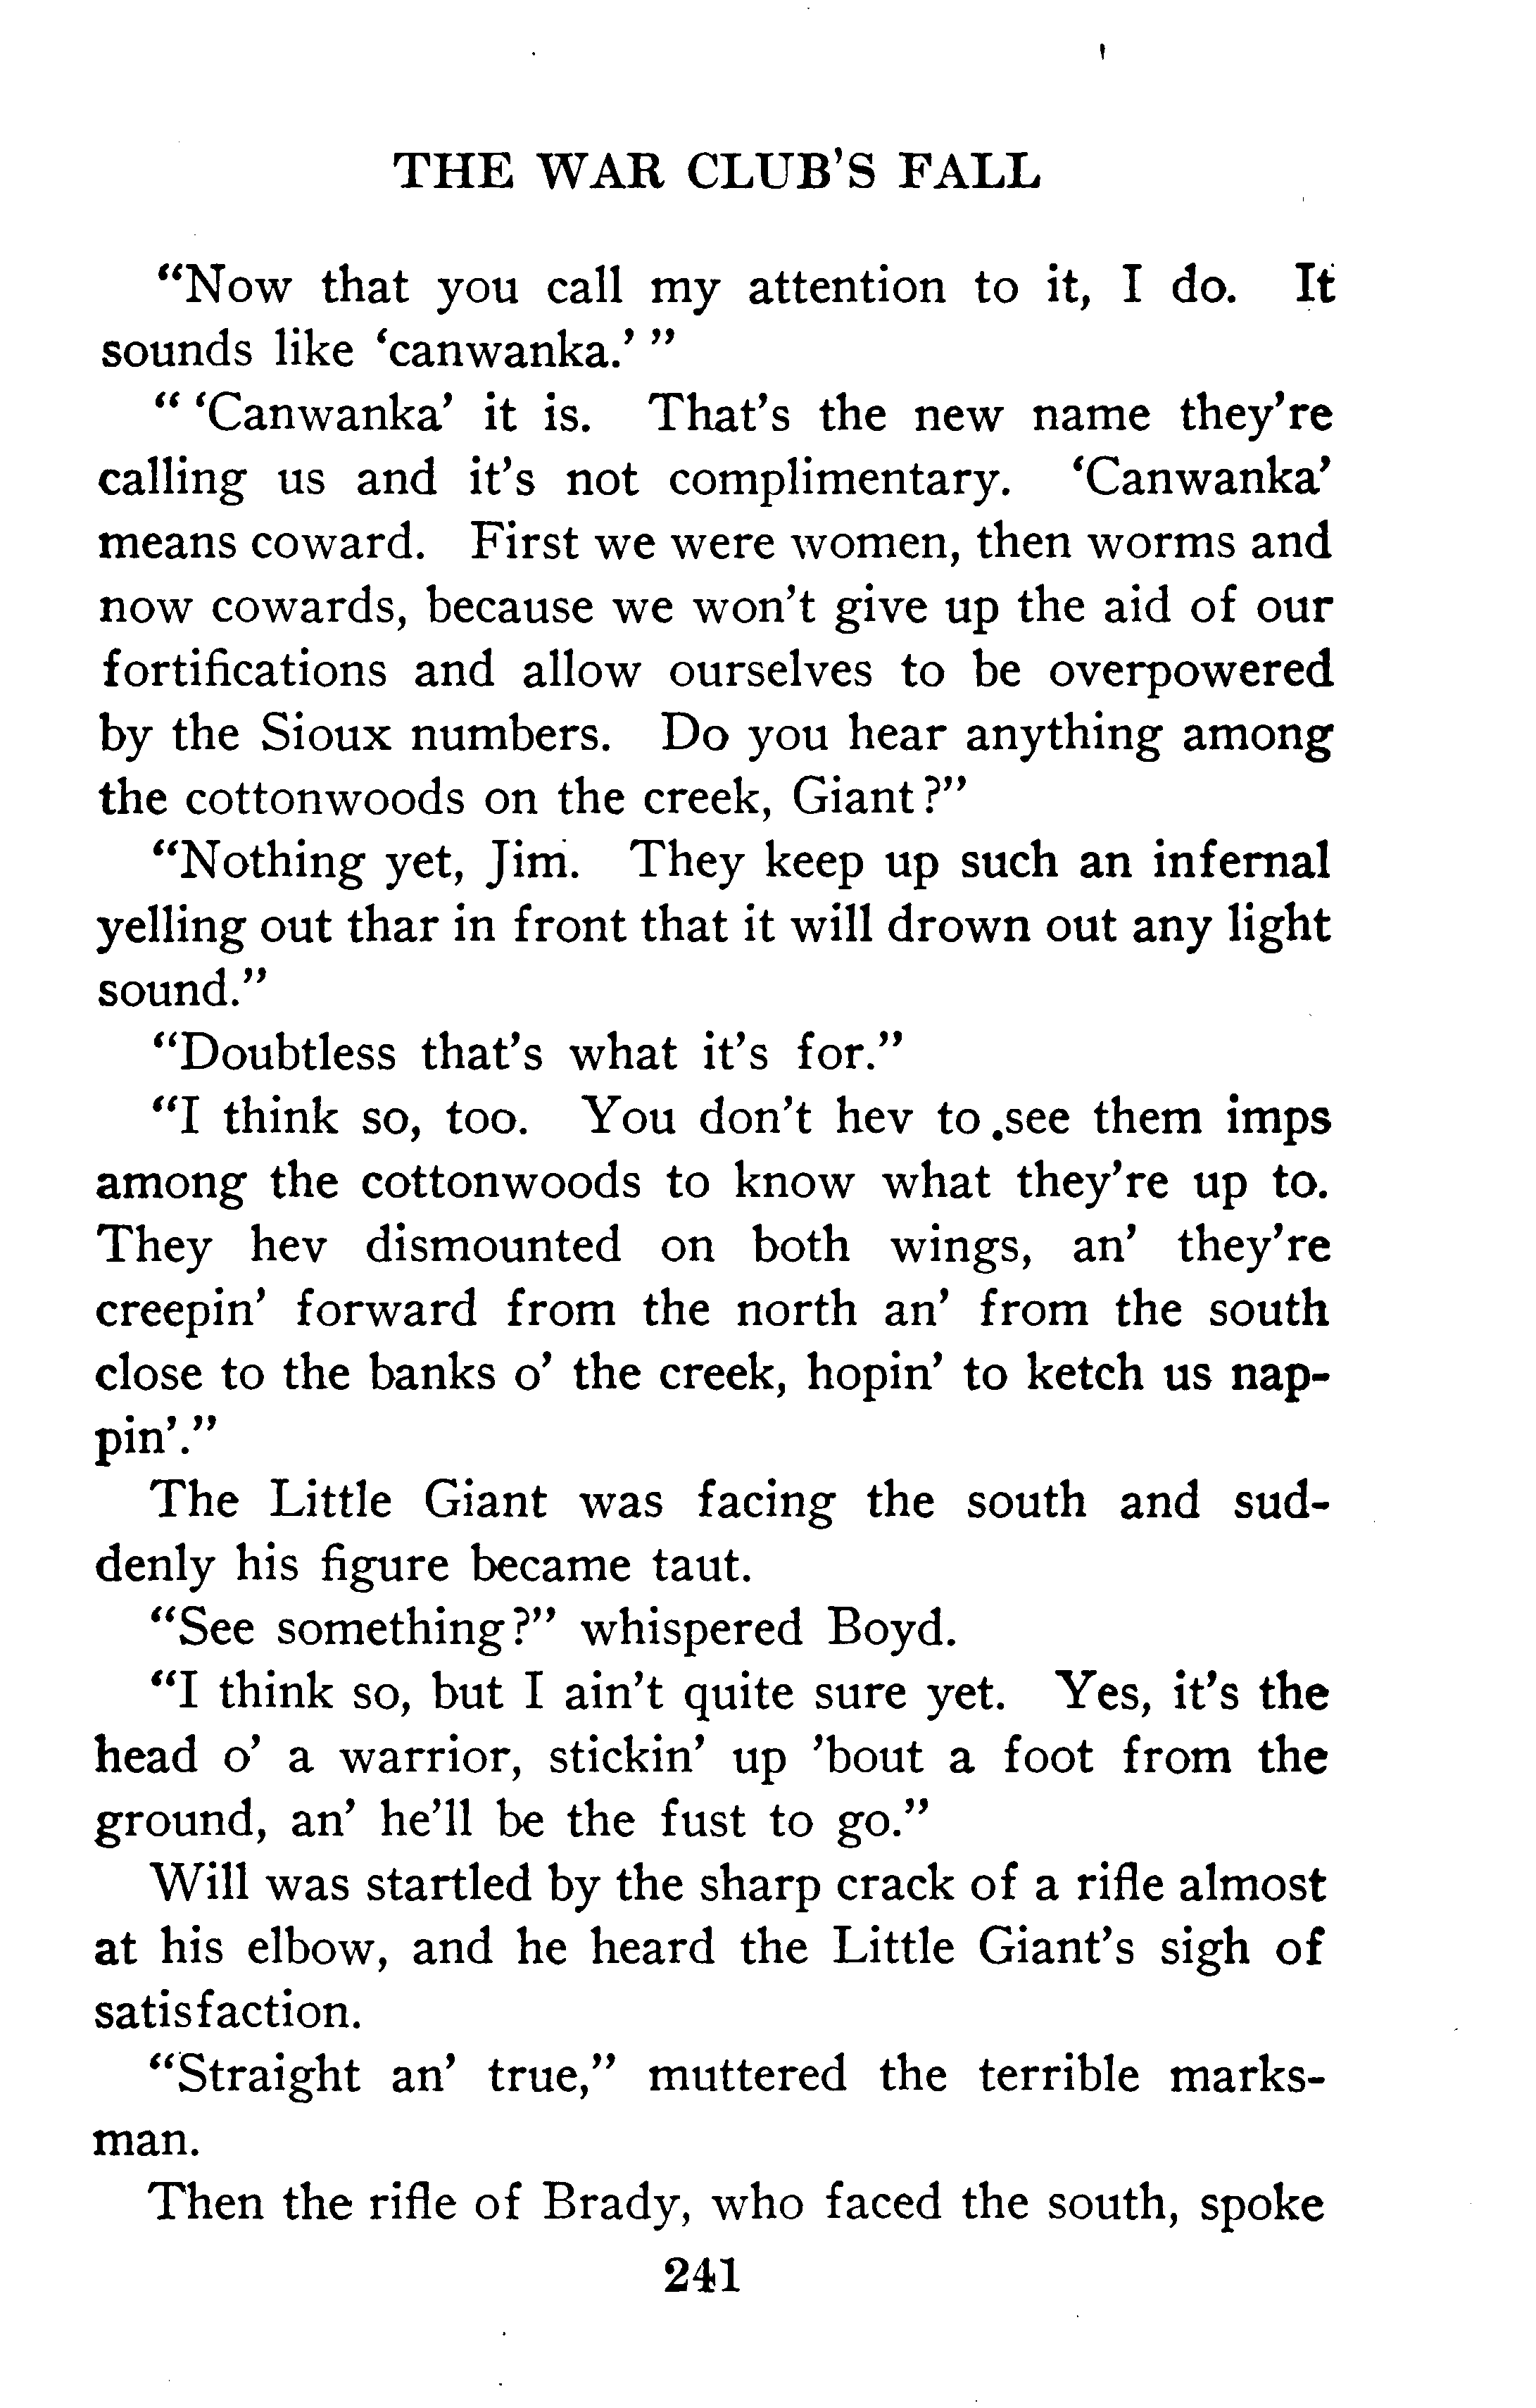 THE WAR CLUB'S FALL
“Now that you call my attention to it, I do. It
sounds like ‘canwanka.’ ”
“ ‘Canwanka’ it is. That’s the new name they’re
calling us and it’s not complimentary. ‘Canwanka’
means coward. First we were women, then worms and
now cowards, because we won’t give up the aid of our
fortifications and allow ourselves to be overpowered
by the Sioux numbers. Do you hear anything among
the cottonwoods on the creek, Giant?”
“Nothing yet, Jim. They keep up such an infernal
yelling out thar in front that it will drown out any light
sound.”
“Doubtless that’s what it’s for.”
“I think so, too. You don’t hev to see them imps
among the cottonwoods to know what they’re up to.
They hev dismounted on both wings, an’ they’re
creepin’ forward from the north an’ from the south
close to the banks o’ the creek, hopin’ to ketch us nap-
pin’.”
The Little Giant was facing the south and sud-
denly his figure became taut.
“See something?” whispered Boyd.
“I think so, but I ain’t quite sure yet. Yes, it’s the
head o’ a warrior, stickin’ up ’bout a foot from the
ground, an’ he’ll be the fust to go.”
Will was startled by the sharp crack of a rifle almost
at his elbow, and he heard the Little Giant’s sigh of
satisfaction.
“Straight an’ true,” muttered the terrible marks-
man.
Then the rifle of Brady, who faced the south, spoke
241